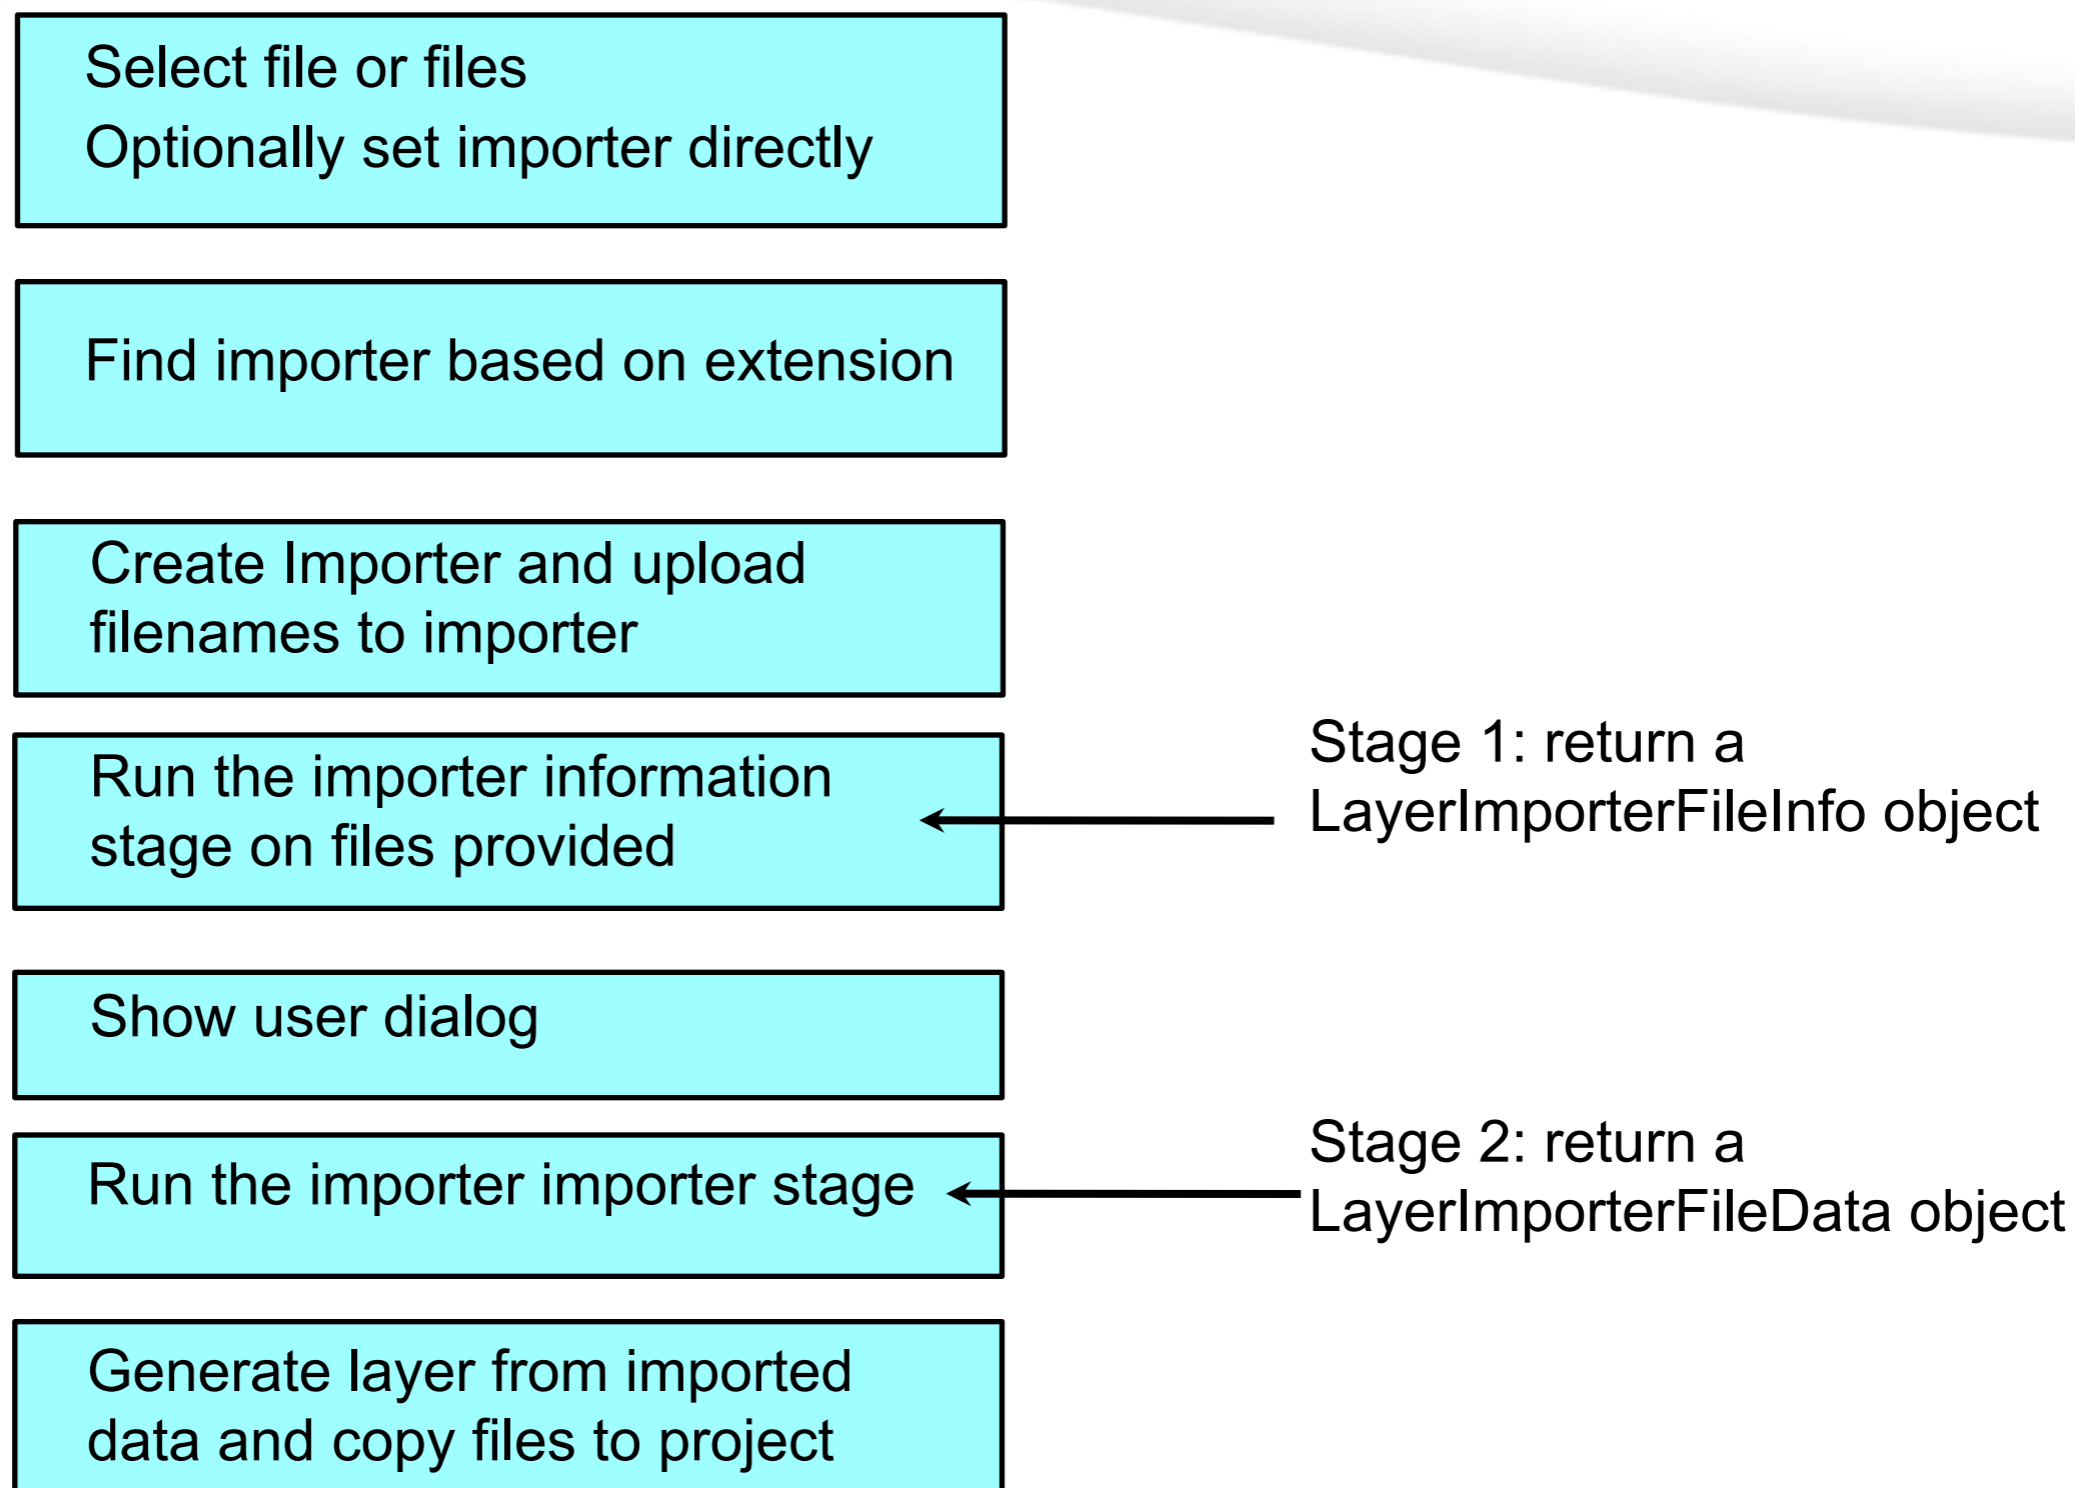 Select file or files
Optionally set importer directly
Find importer based on extension
Create Importer and upload
filenames to importer
Run the importer information
stage on files provided
Stage 1: return a
LayerImporterFileInfo object
Show user dialog
Run the importer importer stage
Stage 2: return a
LayerImporterFileData object
Generate layer from imported
data and copy files to project